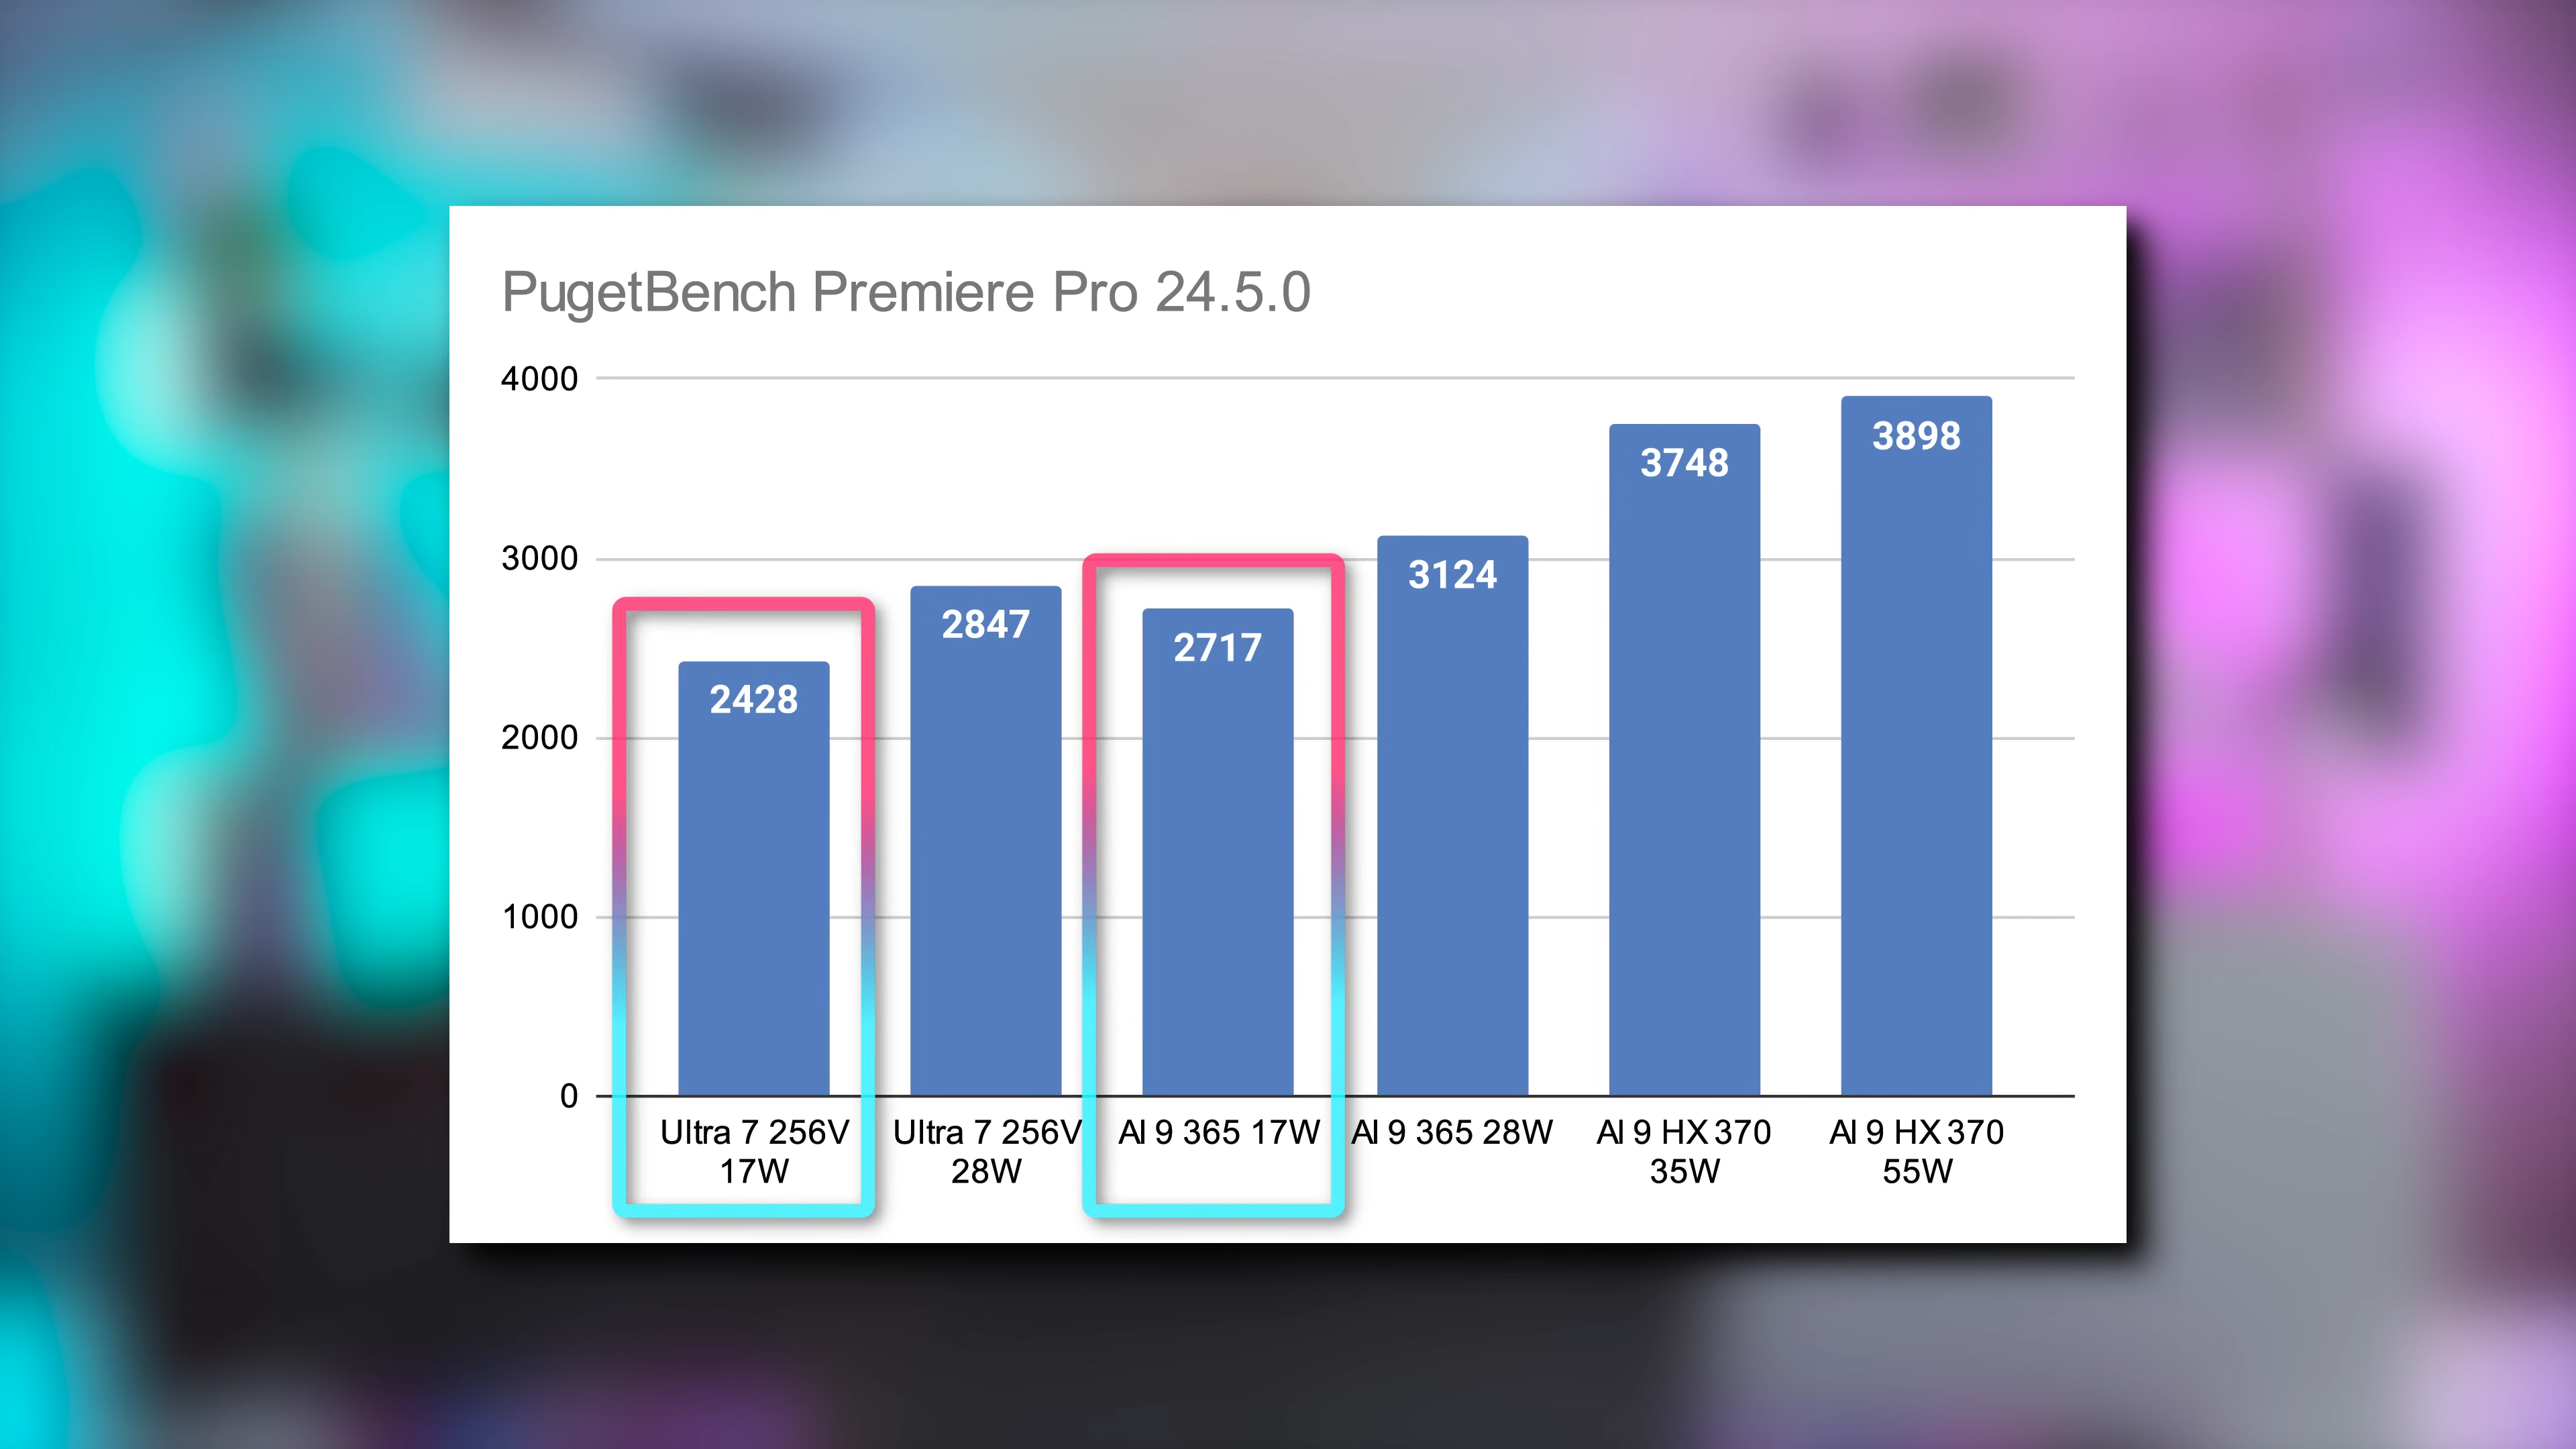 PugetBench Premiere Pro 24.5.0
4000
3000
2000
1000
0
2428
2847
2717
3124
3748
3898
Ultra 7 256V
17W
Ultra 7 256V
28W
AI 9 365 17W
AI 9 365 28W
AI 9 HX 370
35W
AI 9 HX 370
55W